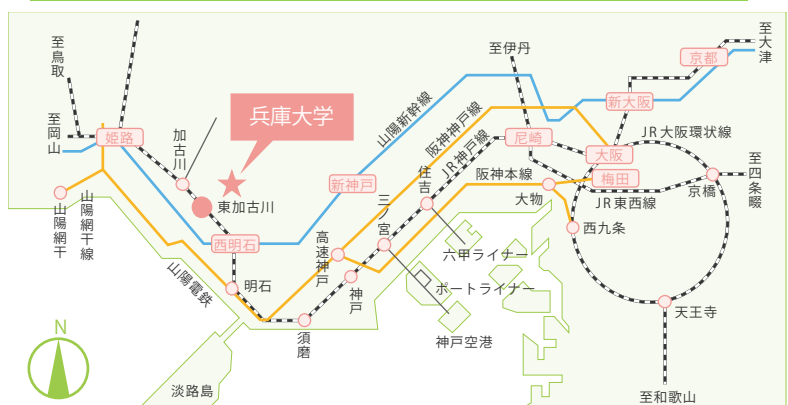 至鳥取
至岡山
姫路
加古川
兵庫大学
東加古川
山陽網干
山陽網干線
西明石
山陽電鉄
明石
淡路島
N
須磨
神戸
高速神戸
新神戸
三ノ宮
住吉
山陽新幹線
阪神神戸線
JR神戸線
阪神本線
六甲ライナー
ポートライナー
神戸空港
至伊丹
尼崎
大物
新大阪
大阪
梅田
JR大阪環状線
JR東西線
西九条
京橋
天王寺
京都
至大津
至四条畷
至和歌山